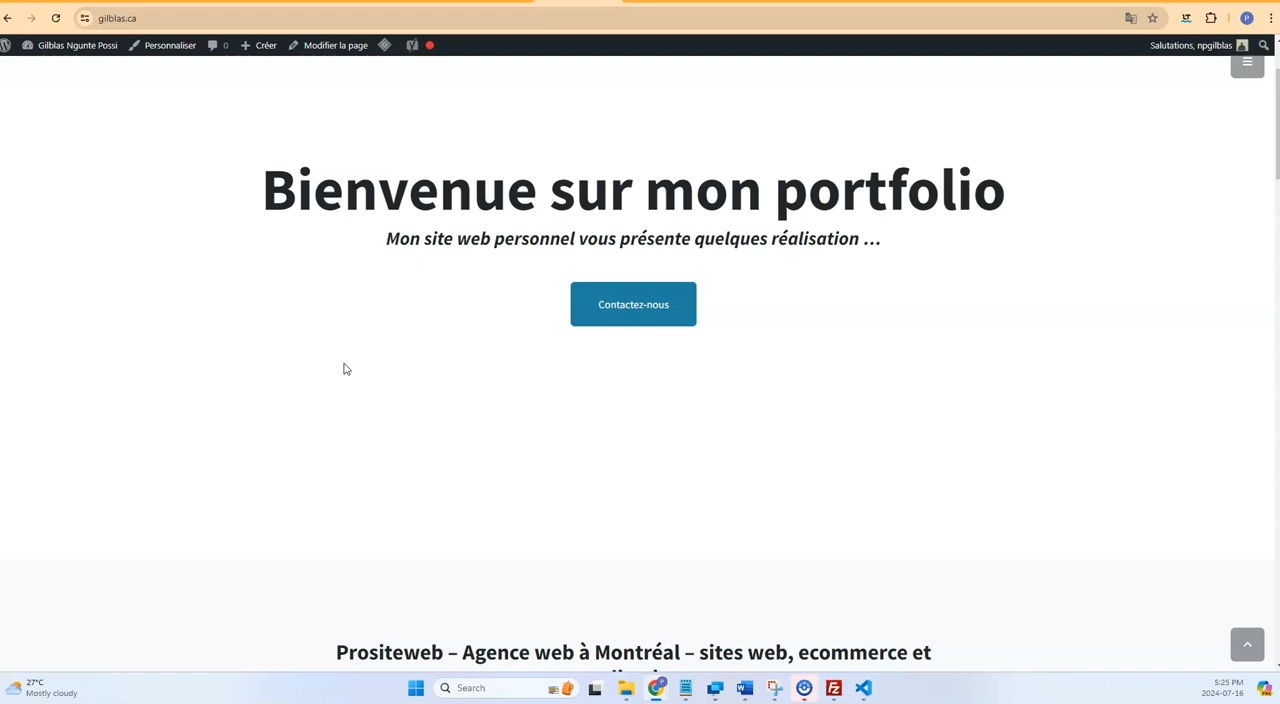 gilblas.ca
Gilblas Ngunte Possi Personnaliser 0 Créer Modifier la page Salutations, npgilblas
Bienvenue sur mon portfolio
Mon site web personnel vous présente quelques réalisation ...
Contactez-nous
Prositeweb – Agence web à Montréal – sites web, ecommerce et
27°C
Mostly cloudy
Search
5:25 PM
2024-07-16